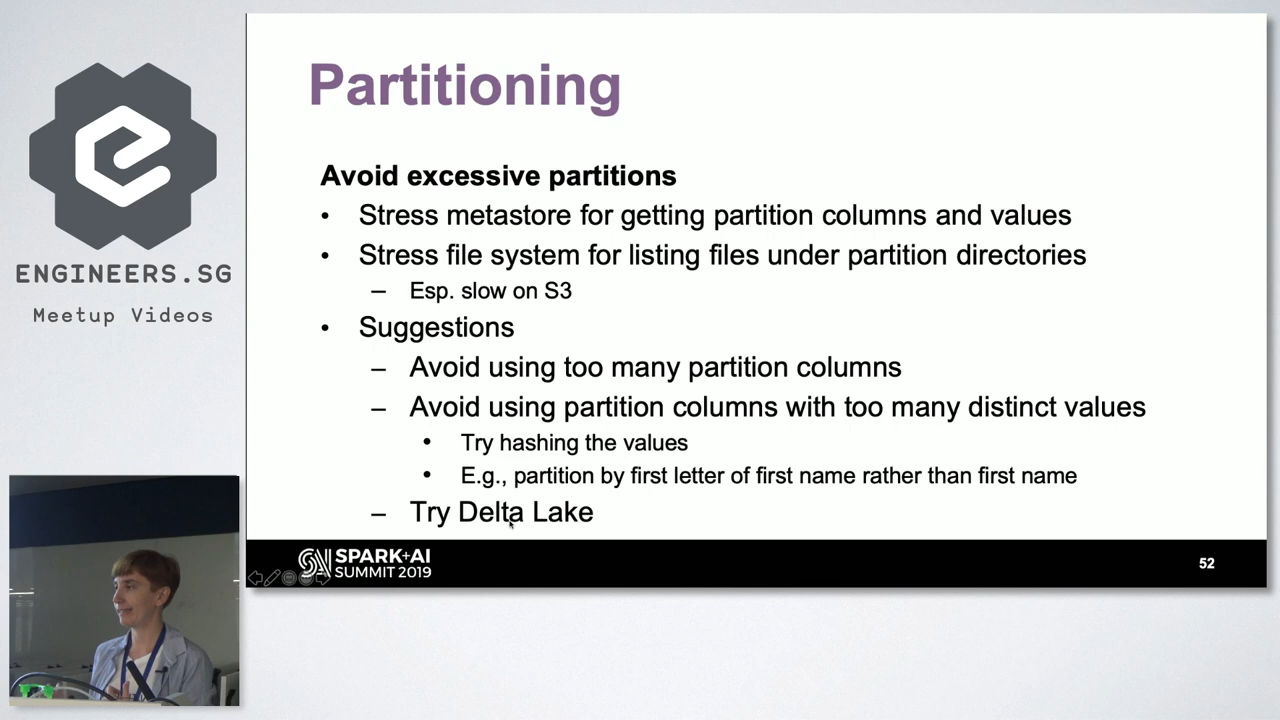 Partitioning
Avoid excessive partitions
• Stress metastore for getting partition columns and values
• Stress file system for listing files under partition directories
– Esp. slow on S3
• Suggestions
– Avoid using too many partition columns
– Avoid using partition columns with too many distinct values
• Try hashing the values
• E.g., partition by first letter of first name rather than first name
– Try Delta Lake
SPARK+AI
SUMMIT 2019
52
ENGINEERS.SG
Meetup Videos